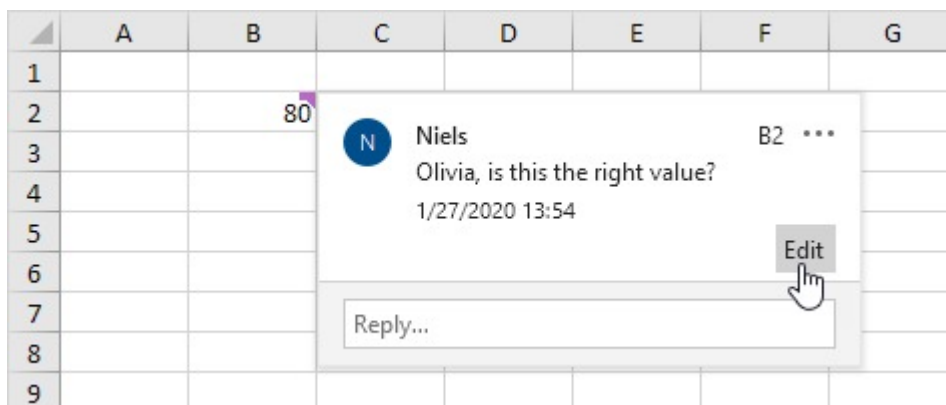 A B C D E F G
1
2 80
N Niels B2 •••
3
Olivia, is this the right value?
4
1/27/2020 13:54
5
Edit
6
7 Reply...
8
9